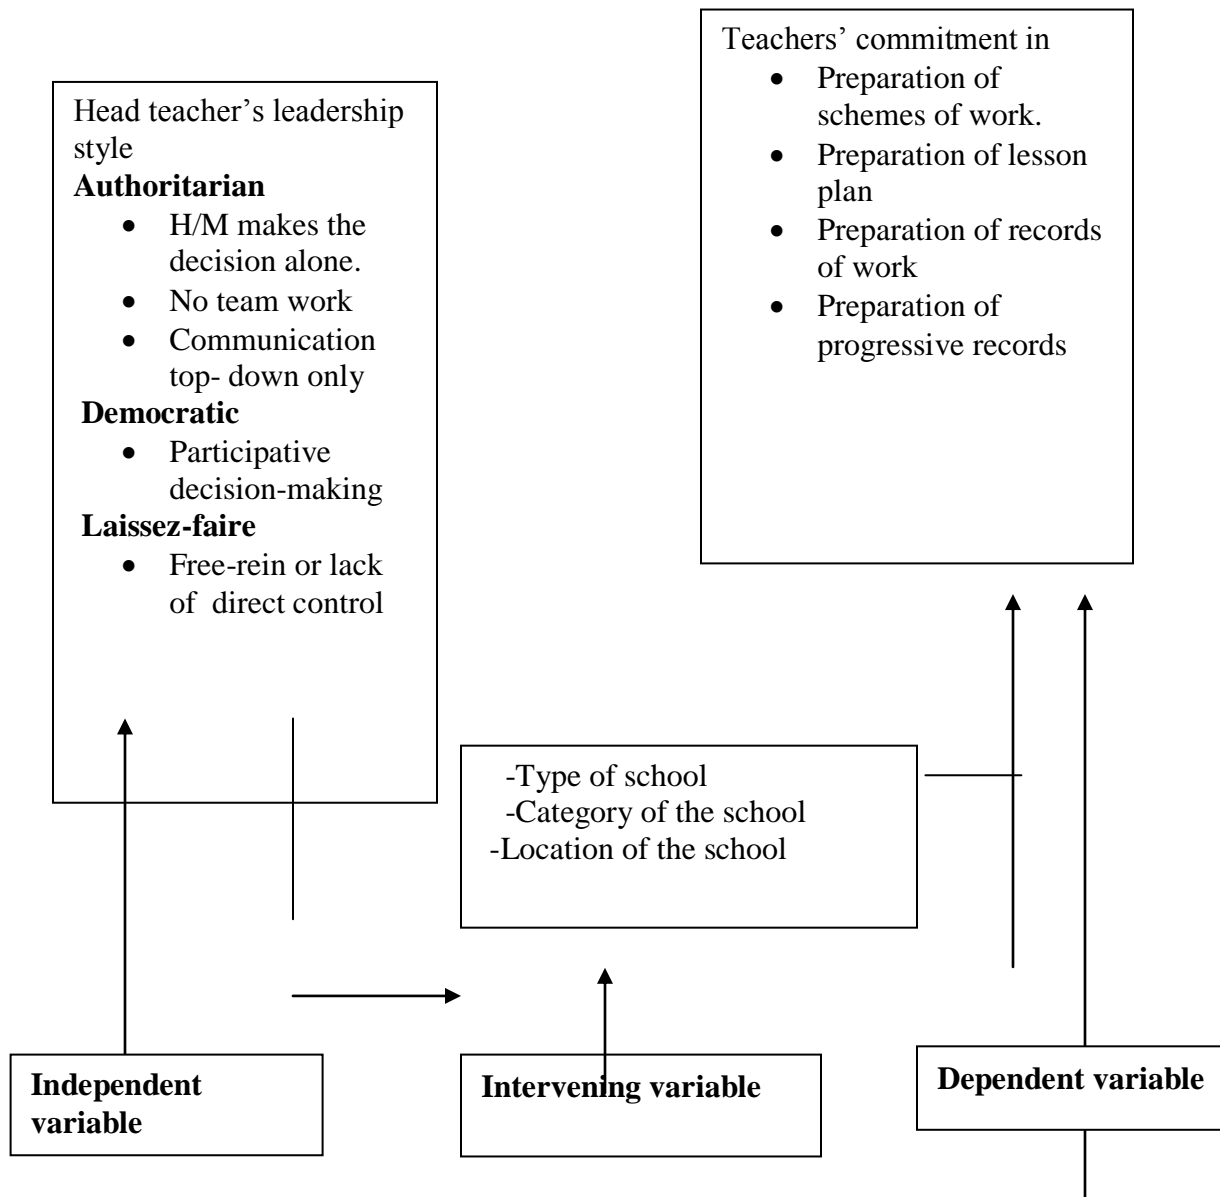 Head teacher’s leadership
style
Authoritarian
• H/M makes the
decision alone.
• No team work
• Communication
top- down only
Democratic
• Participative
decision-making
Laissez-faire
• Free-rein or lack
of direct control
Teachers’ commitment in
• Preparation of
schemes of work.
• Preparation of lesson
plan
• Preparation of records
of work
• Preparation of
progressive records
-Type of school
-Category of the school
-Location of the school
Independent
variable
Intervening variable
Dependent variable